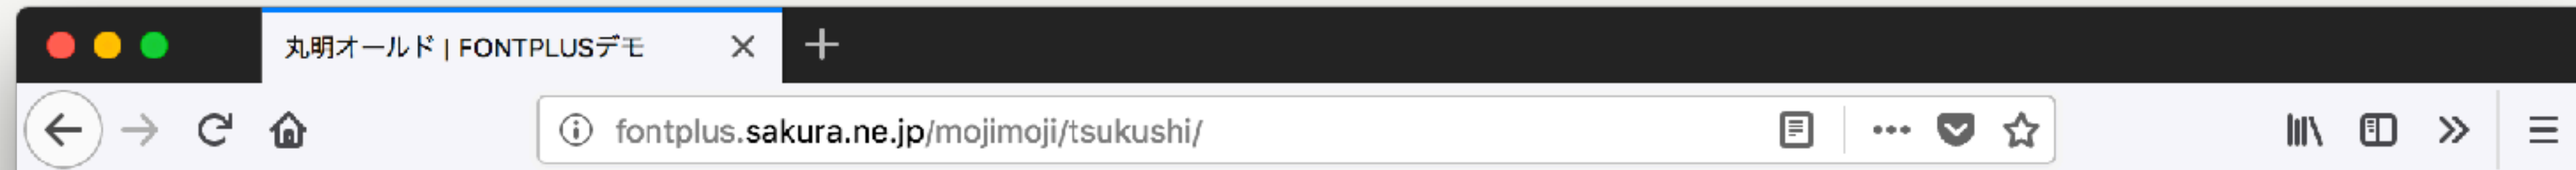 丸明オールド | FONTPLUSデモ
fontplus.sakura.ne.jp/mojimoji/tsukushi/